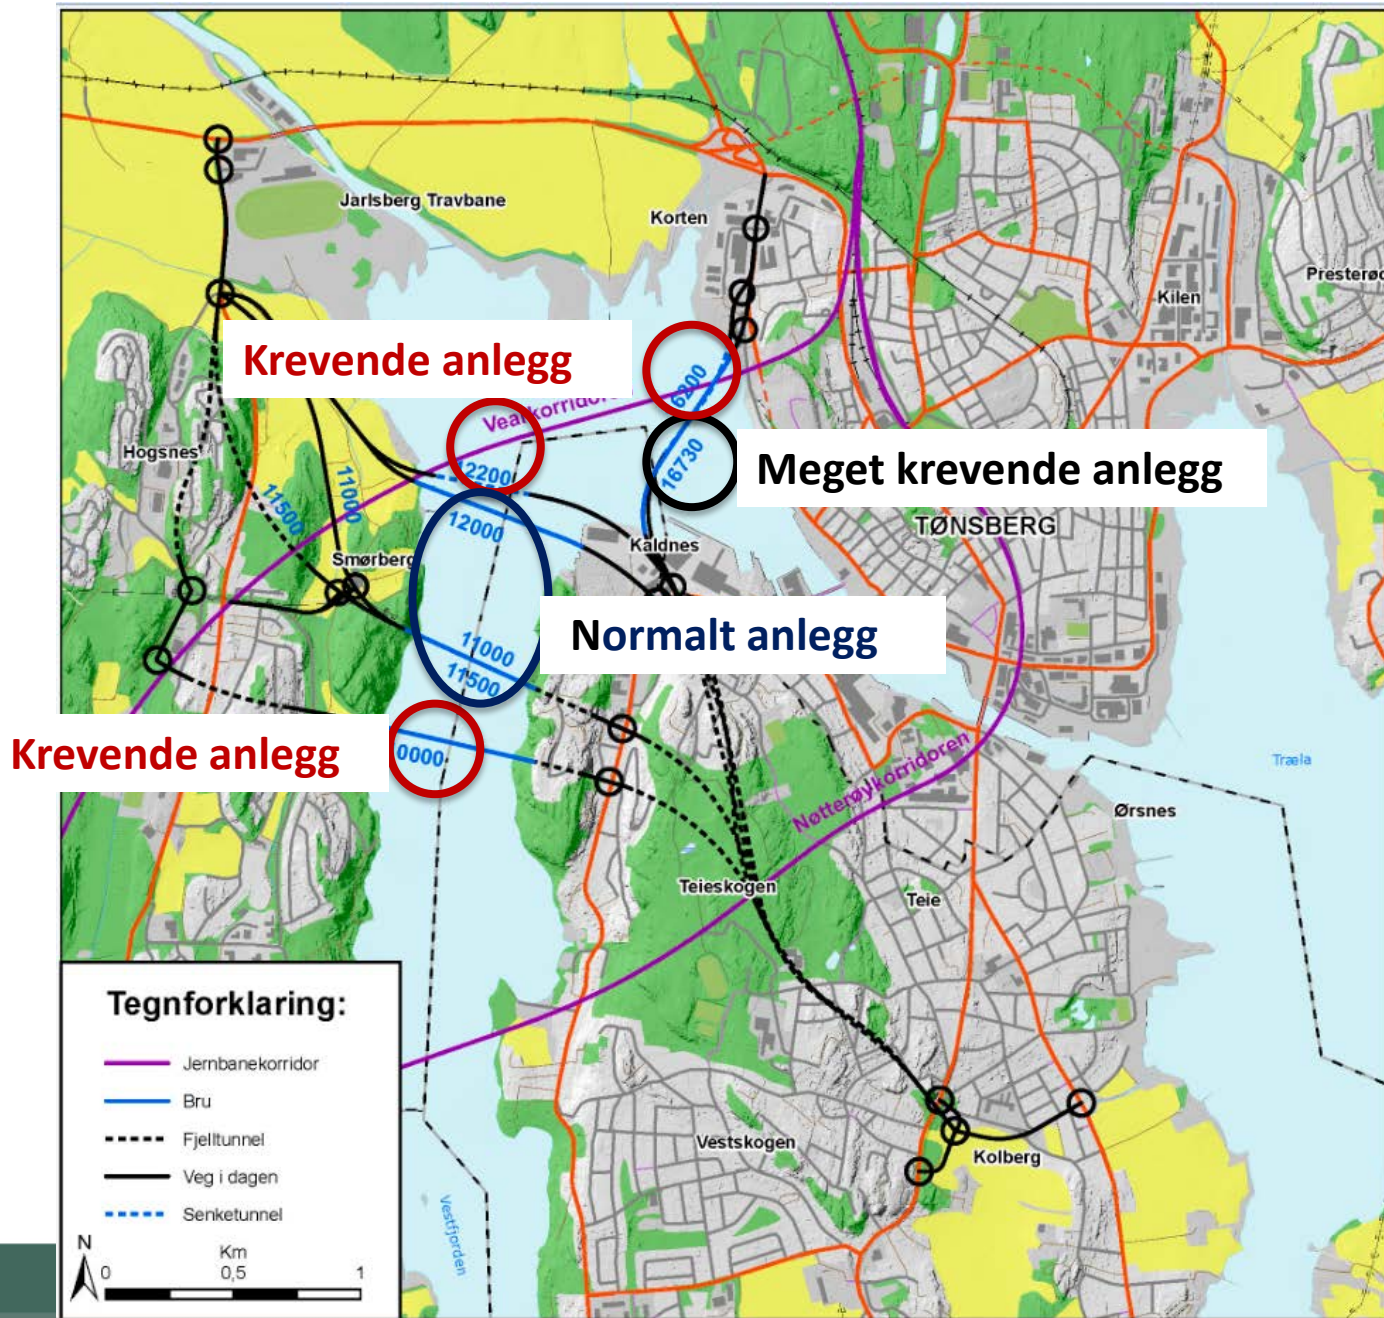 Jarlsberg Travbane
Korten
Presterød
Kilen
Krevende anlegg
6200
Vealkorridoren
Hogsnes
12200
16730
Meget krevende anlegg
11500
11000
12000
TØNSBERG
Kaldnes
Smørberg
Normalt anlegg
11000
11500
Krevende anlegg
0000
Nøtterøykorridoren
Træla
Ørsnes
Teieskogen
Teie
Tegnforklaring:
Jernbanekorridor
Bru
Fjelltunnel
Veg i dagen
Senketunnel
Vestskogen
Kolberg
Vestfjorden
N
Km
0 0,5 1